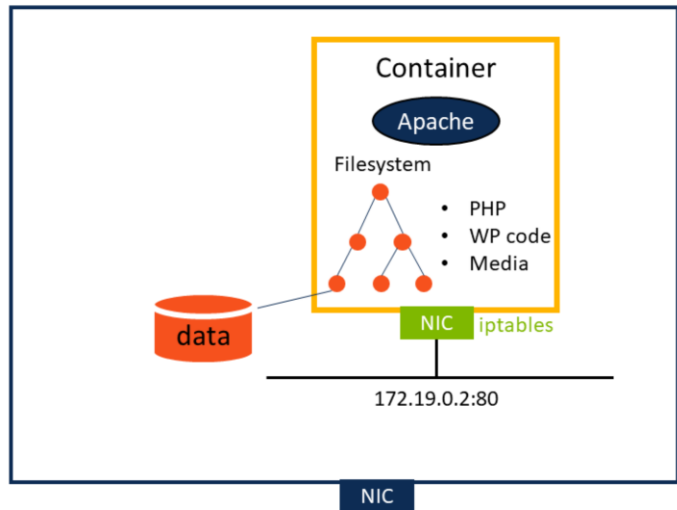 Container
Apache
Filesystem
• PHP
• WP code
• Media
data
NIC iptables
172.19.0.2:80
NIC